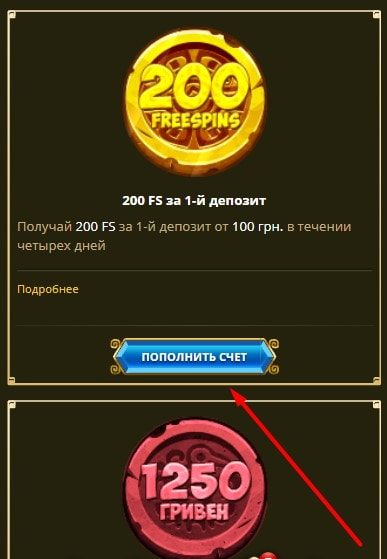 200
FREESPINS
200 FS за 1-й депозит
Получай 200 FS за 1-й депозит от 100 грн. в течении
четырех дней
Подробнее
ПОПОЛНИТЬ СЧЕТ
1250
ГРИВЕН